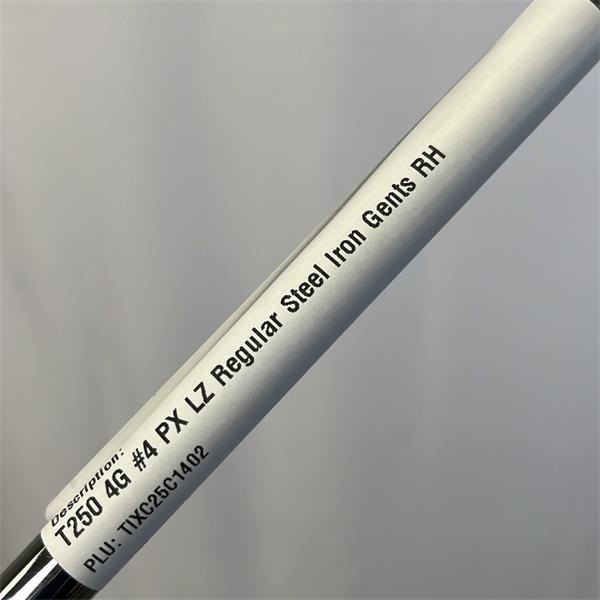 Description:
T250 4G #4 PX LZ Regular Steel Iron Gents RH
PLU: TIXC25C1402